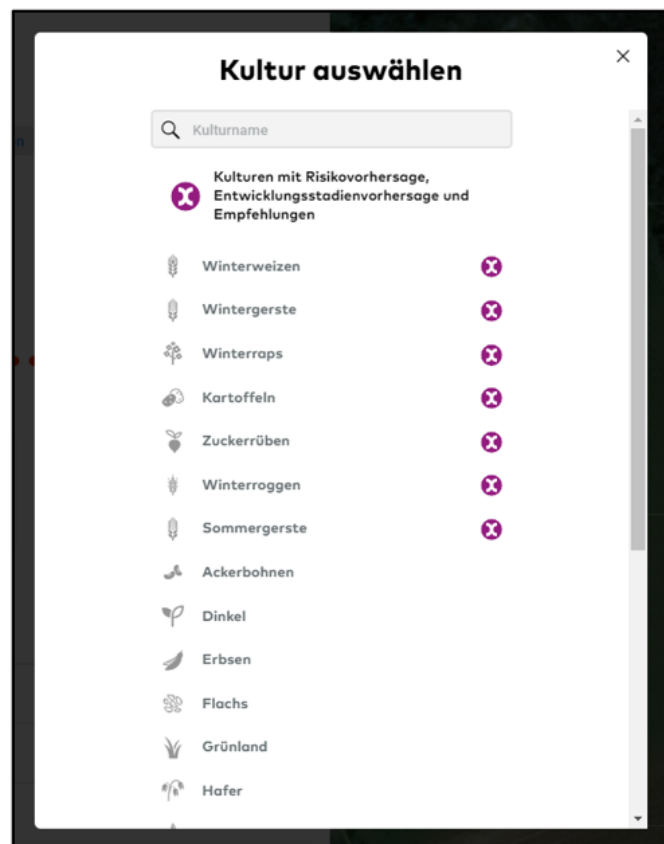 Kultur auswählen
Kulturname
Kulturen mit Risikovorhersage,
Entwicklungsstadienvorhersage und
Empfehlungen
Winterweizen
Wintergerste
Winterraps
Kartoffeln
Zuckerrüben
Winterroggen
Sommergerste
Ackerbohnen
Dinkel
Erbsen
Flachs
Grünland
Hafer